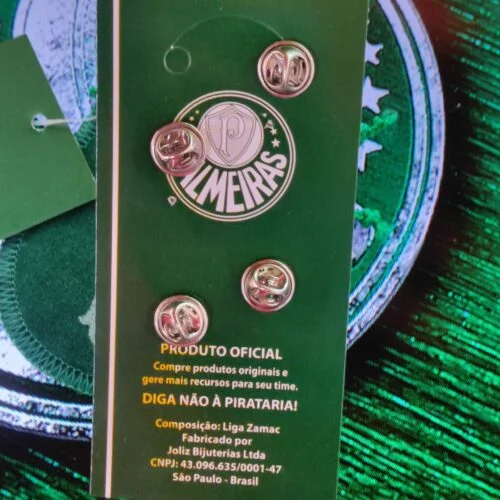 P
PALMEIRAS
PRODUTO OFICIAL
Compre produtos originais e
gere mais recursos para seu time.
DIGA NÃO À PIRATARIA!
Composição: Liga Zamac
Fabricado por
Joliz Bijuterias Ltda
CNPJ: 43.096.635/0001-47
São Paulo - Brasil